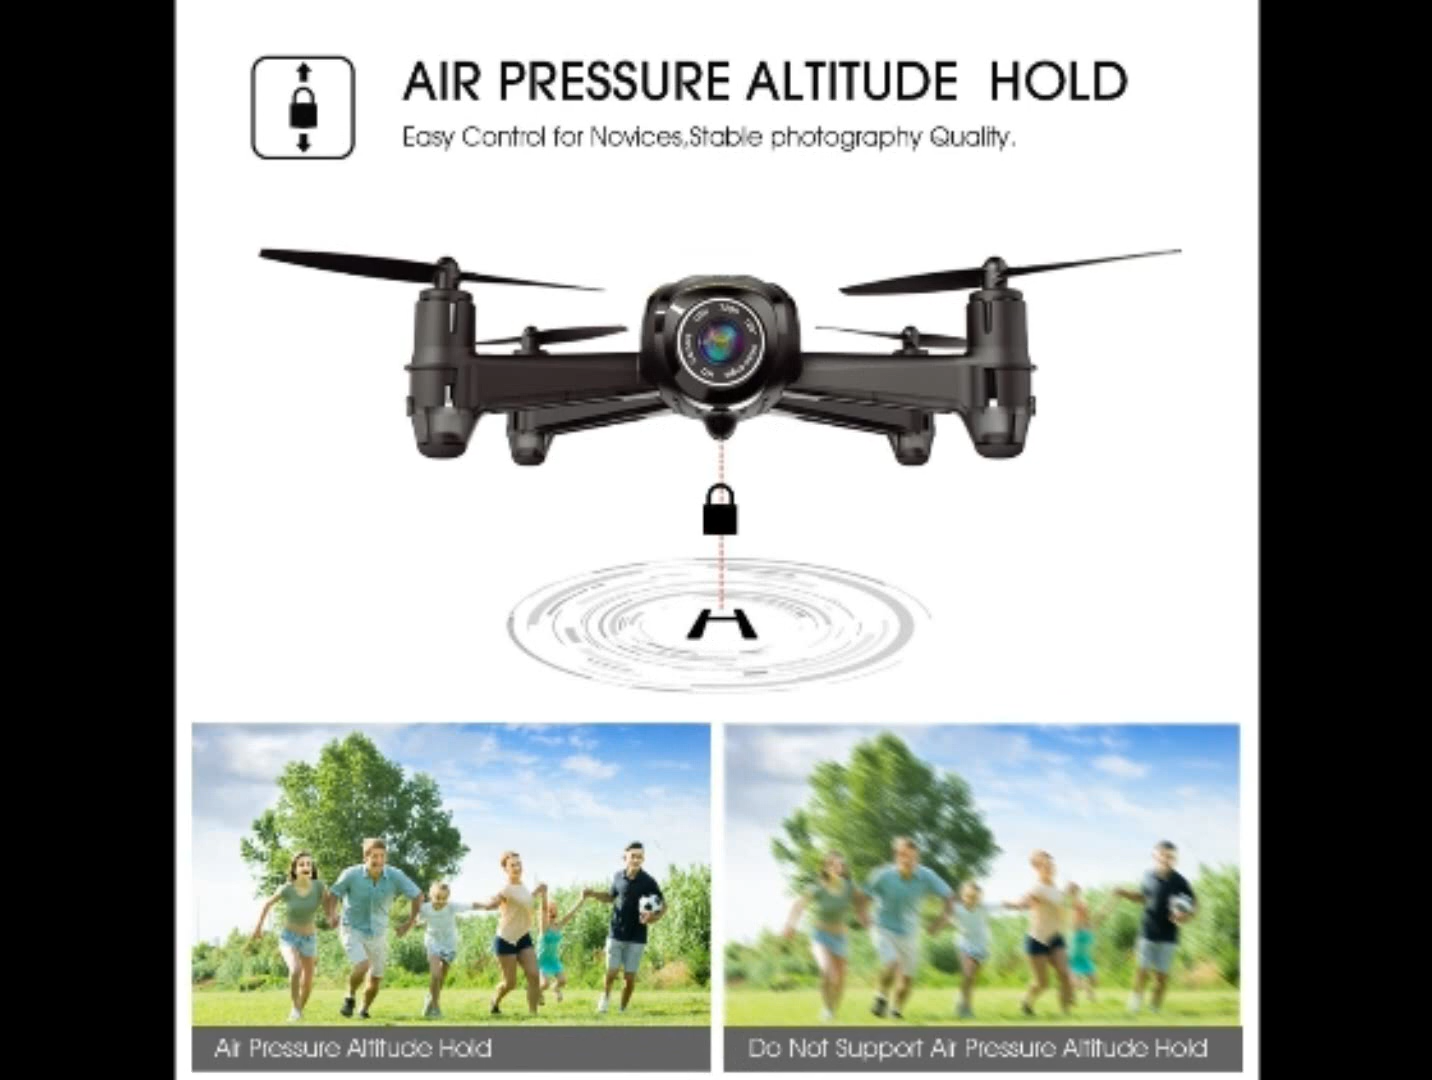 AIR PRESSURE ALTITUDE HOLD
Easy Control for Novices,Stable photography Quality.
H
Air Pressure Altitude Hold
Do Not Support Air Pressure Altitude Hold